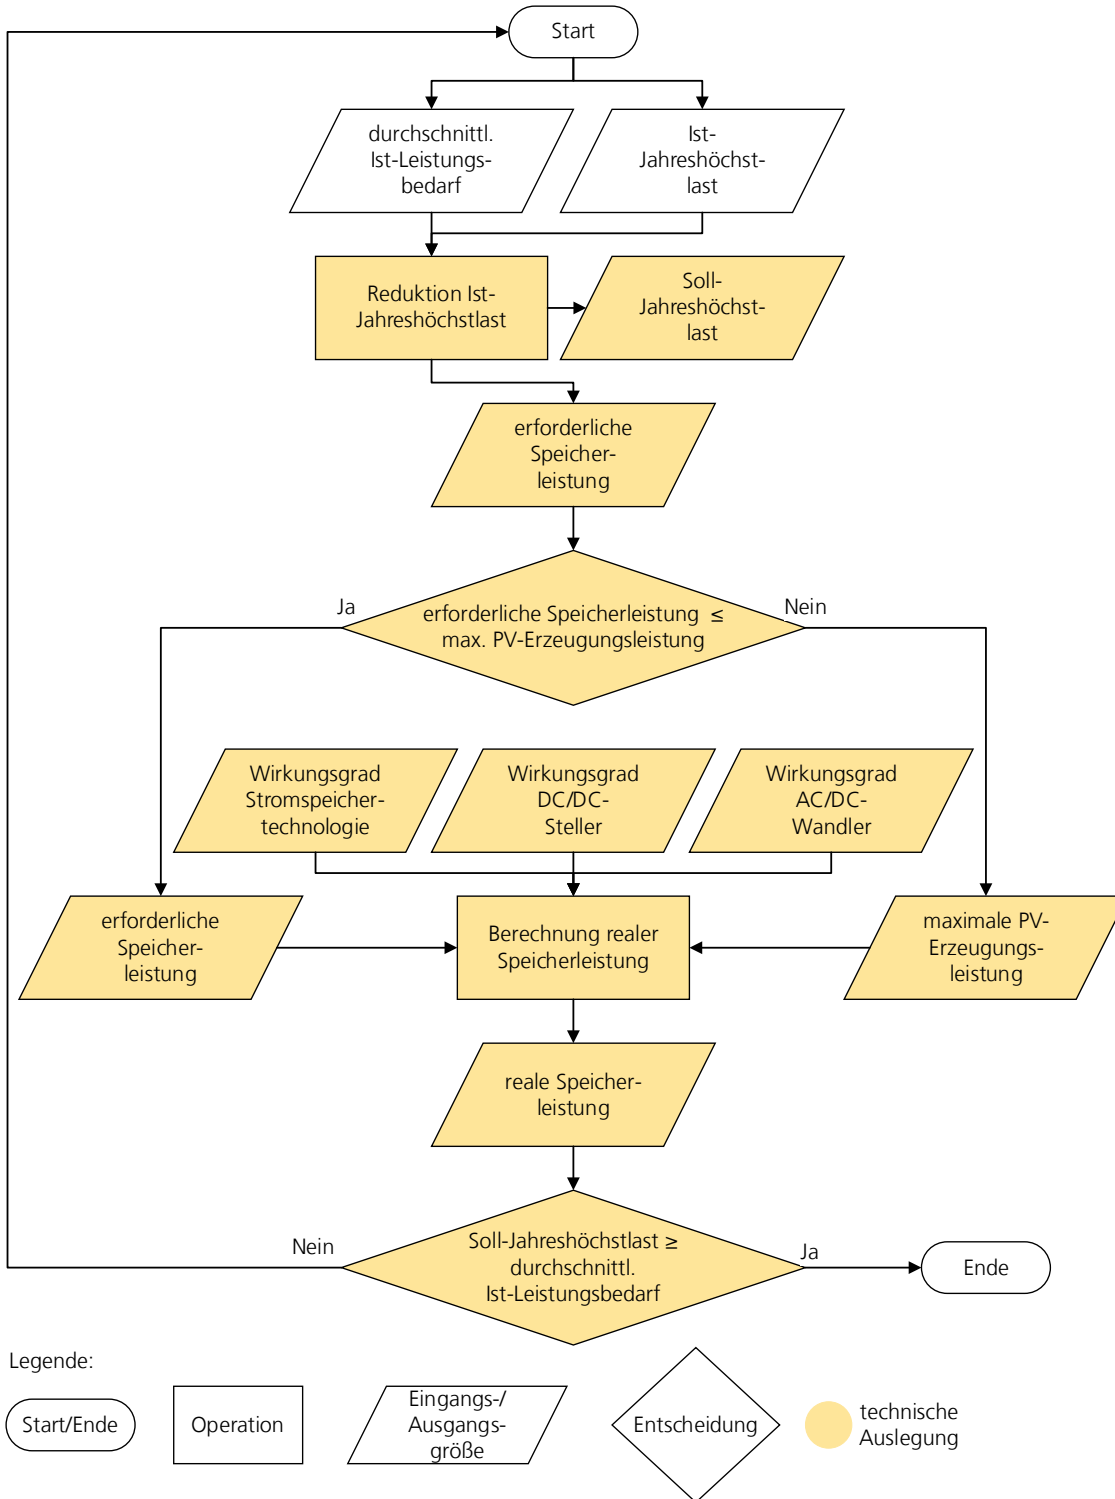 Start
durchschnittl.
Ist-Leistungs-
bedarf
Ist-
Jahreshöchst-
last
Reduktion Ist-
Jahreshöchstlast
Soll-
Jahreshöchst-
last
erforderliche
Speicher-
leistung
Ja
erforderliche Speicherleistung ≤
max. PV-Erzeugungsleistung
Nein
Wirkungsgrad
Stromspeicher-
technologie
Wirkungsgrad
DC/DC-
Steller
Wirkungsgrad
AC/DC-
Wandler
erforderliche
Speicher-
leistung
Berechnung realer
Speicherleistung
maximale PV-
Erzeugungs-
leistung
reale Speicher-
leistung
Nein
Soll-Jahreshöchstlast ≥
durchschnittl.
Ist-Leistungsbedarf
Ja
Ende
Legende:
Start/Ende
Operation
Eingangs-/
Ausgangs-
größe
Entscheidung
technische
Auslegung